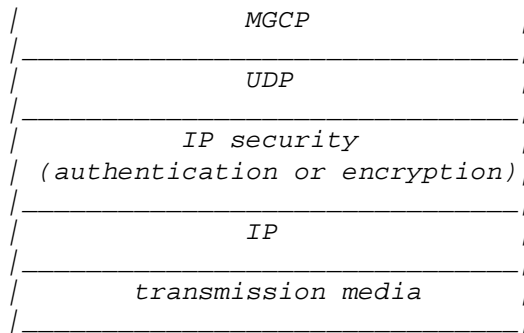 MGCP
UDP
IP security
(authentication or encryption)
IP
transmission media